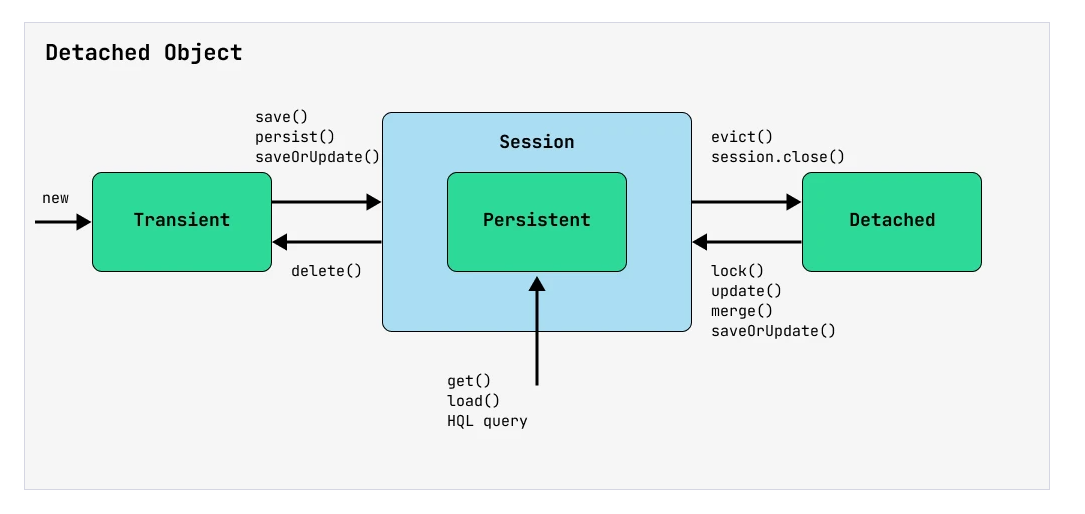 Detached Object
save()
persist()
saveOrUpdate()
new
Transient
delete()
Session
Persistent
get()
load()
HQL query
evict()
session.close()
Detached
lock()
update()
merge()
saveOrUpdate()